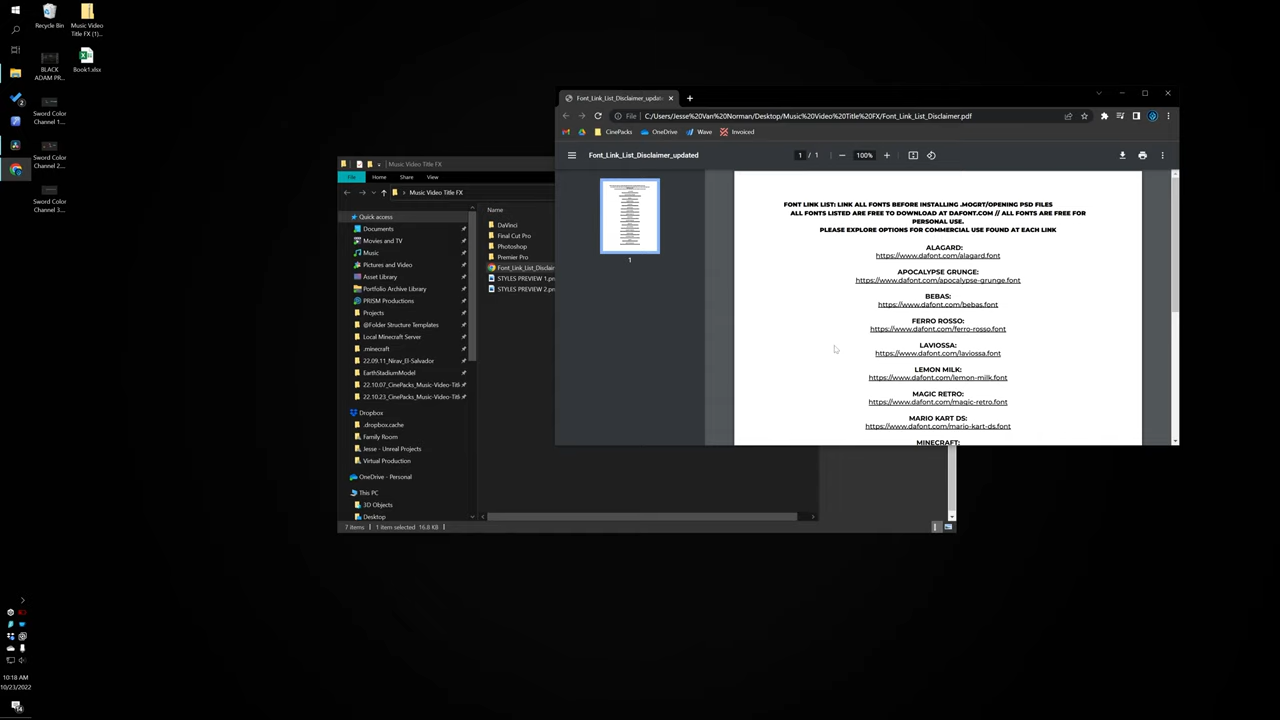 Recycle Bin
Music Video
Title FX (1)...
BLACK
ADAM PR...
Book1.xlsx
Sword Color
Channel 1...
Sword Color
Channel 2...
Sword Color
Channel 3...
2
10:18 AM
10/23/2022
Music Video Title FX
File
Home
Share
View
Music Video Title FX
Quick access
Documents
Movies and TV
Music
Pictures and Video
Asset Library
Portfolio Archive Library
PRISM Productions
Projects
@Folder Structure Templates
Local Minecraft Server
.minecraft
22.09.11_Nirav_El-Salvador
EarthStadiumModel
22.10.07_CinePacks_Music-Video-Titl
22.10.23_CinePacks_Music-Video-Titl
Dropbox
.dropbox.cache
Family Room
Jesse - Unreal Projects
Virtual Production
OneDrive - Personal
This PC
3D Objects
Desktop
Name
DaVinci
Final Cut Pro
Photoshop
Premier Pro
Font_Link_List_Disclair
STYLES PREVIEW 1.pn
STYLES PREVIEW 2.pn
7 items
1 item selected 16.8 KB
Font_Link_List_Disclaimer_updat
File
C:/Users/Jesse%20Van%20Norman/Desktop/Music%20Video%20Title%20FX/Font_Link_List_Disclaimer.pdf
CinePacks
OneDrive
Wave
Invoiced
Font_Link_List_Disclaimer_updated
1 / 1
100%
1
FONT LINK LIST: LINK ALL FONTS BEFORE INSTALLING .MOGRT/OPENING PSD FILES
ALL FONTS LISTED ARE FREE TO DOWNLOAD AT DAFONT.COM // ALL FONTS ARE FREE FOR
PERSONAL USE.
PLEASE EXPLORE OPTIONS FOR COMMERCIAL USE FOUND AT EACH LINK
ALAGARD:
https://www.dafont.com/alagard.font
APOCALYPSE GRUNGE:
https://www.dafont.com/apocalypse-grunge.font
BEBAS:
https://www.dafont.com/bebas.font
FERRO ROSSO:
https://www.dafont.com/ferro-rosso.font
LAVIOSSA:
https://www.dafont.com/laviossa.font
LEMON MILK:
https://www.dafont.com/lemon-milk.font
MAGIC RETRO:
https://www.dafont.com/magic-retro.font
MARIO KART DS:
https://www.dafont.com/mario-kart-ds.font
MINECRAFT: